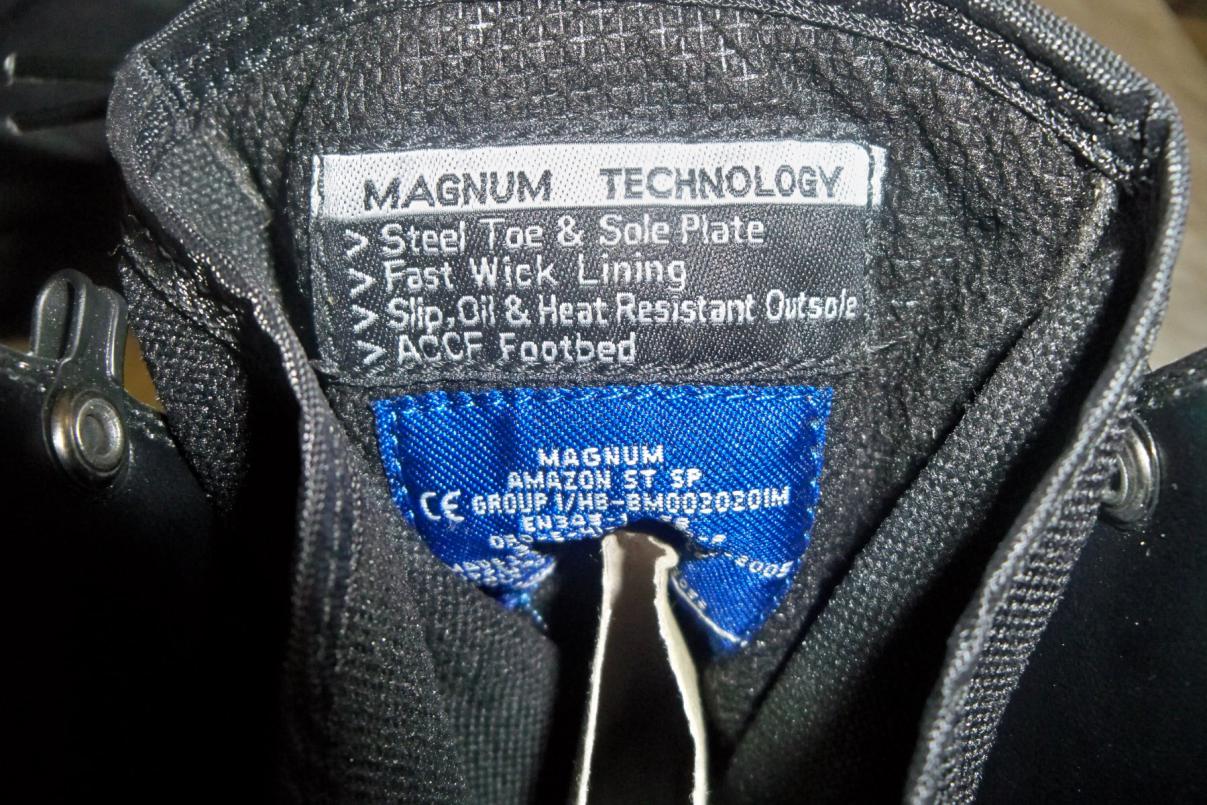 MAGNUM TECHNOLOGY
> Steel Toe & Sole Plate
> Fast Wick Lining
> Slip,Oil & Heat Resistant Outsole
> ACCF Footbed
MAGNUM
AMAZON ST SP
CE GROUP I/HB-BM0020201M